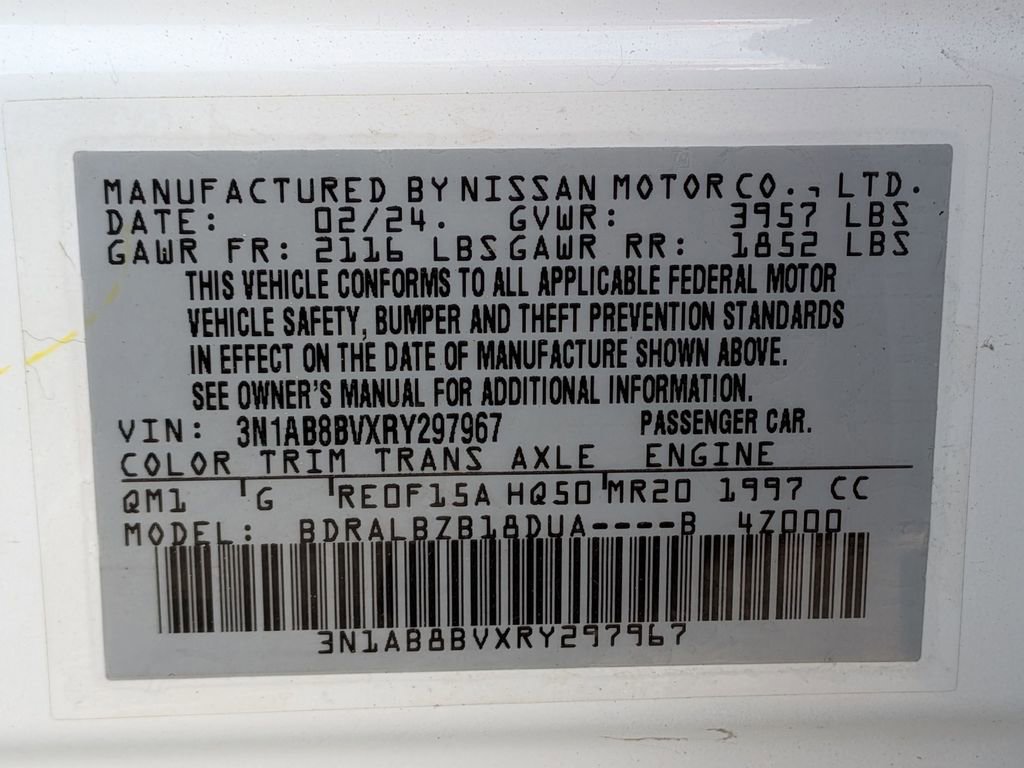 MANUFACTURED BY NISSAN MOTOR CO., LTD.
DATE: 02/24. GVWR: 3957 LBS
GAWR FR: 2116 LBS GAWR RR: 1852 LBS
THIS VEHICLE CONFORMS TO ALL APPLICABLE FEDERAL MOTOR
VEHICLE SAFETY, BUMPER AND THEFT PREVENTION STANDARDS
IN EFFECT ON THE DATE OF MANUFACTURE SHOWN ABOVE.
SEE OWNER'S MANUAL FOR ADDITIONAL INFORMATION.
VIN: 3N1AB8BVXRY297967 PASSENGER CAR.
COLOR TRIM TRANS AXLE ENGINE
QM1 G RE0F15A HQ50 MR20 1997 CC
MODEL: BDRALBZB18DUA----B 4Z000
3N1AB8BVXRY297967